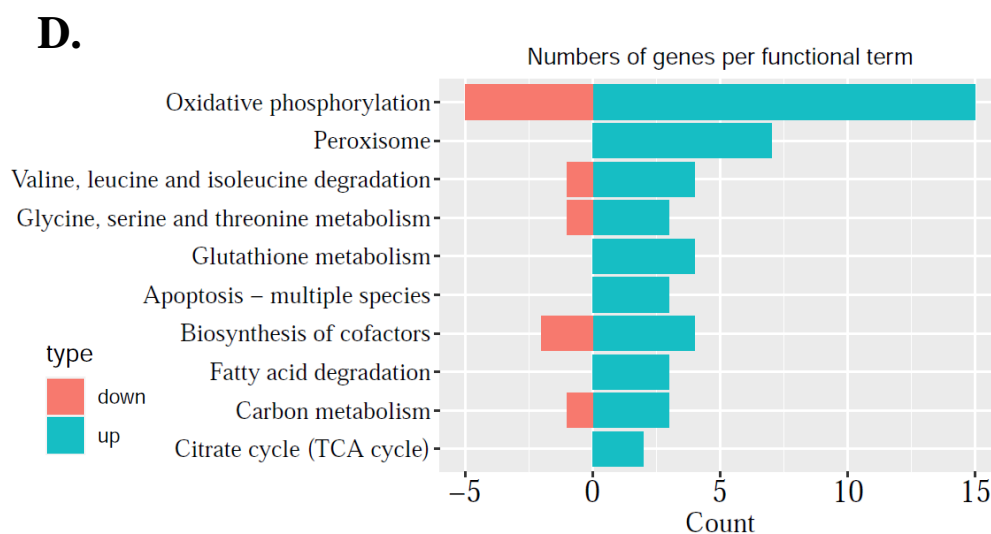 D.
Numbers of genes per functional term
Oxidative phosphorylation
Peroxisome
Valine, leucine and isoleucine degradation
Glycine, serine and threonine metabolism
Glutathione metabolism
Apoptosis – multiple species
Biosynthesis of cofactors
Fatty acid degradation
Carbon metabolism
Citrate cycle (TCA cycle)
type
down
up
−5 0 5 10 15
Count